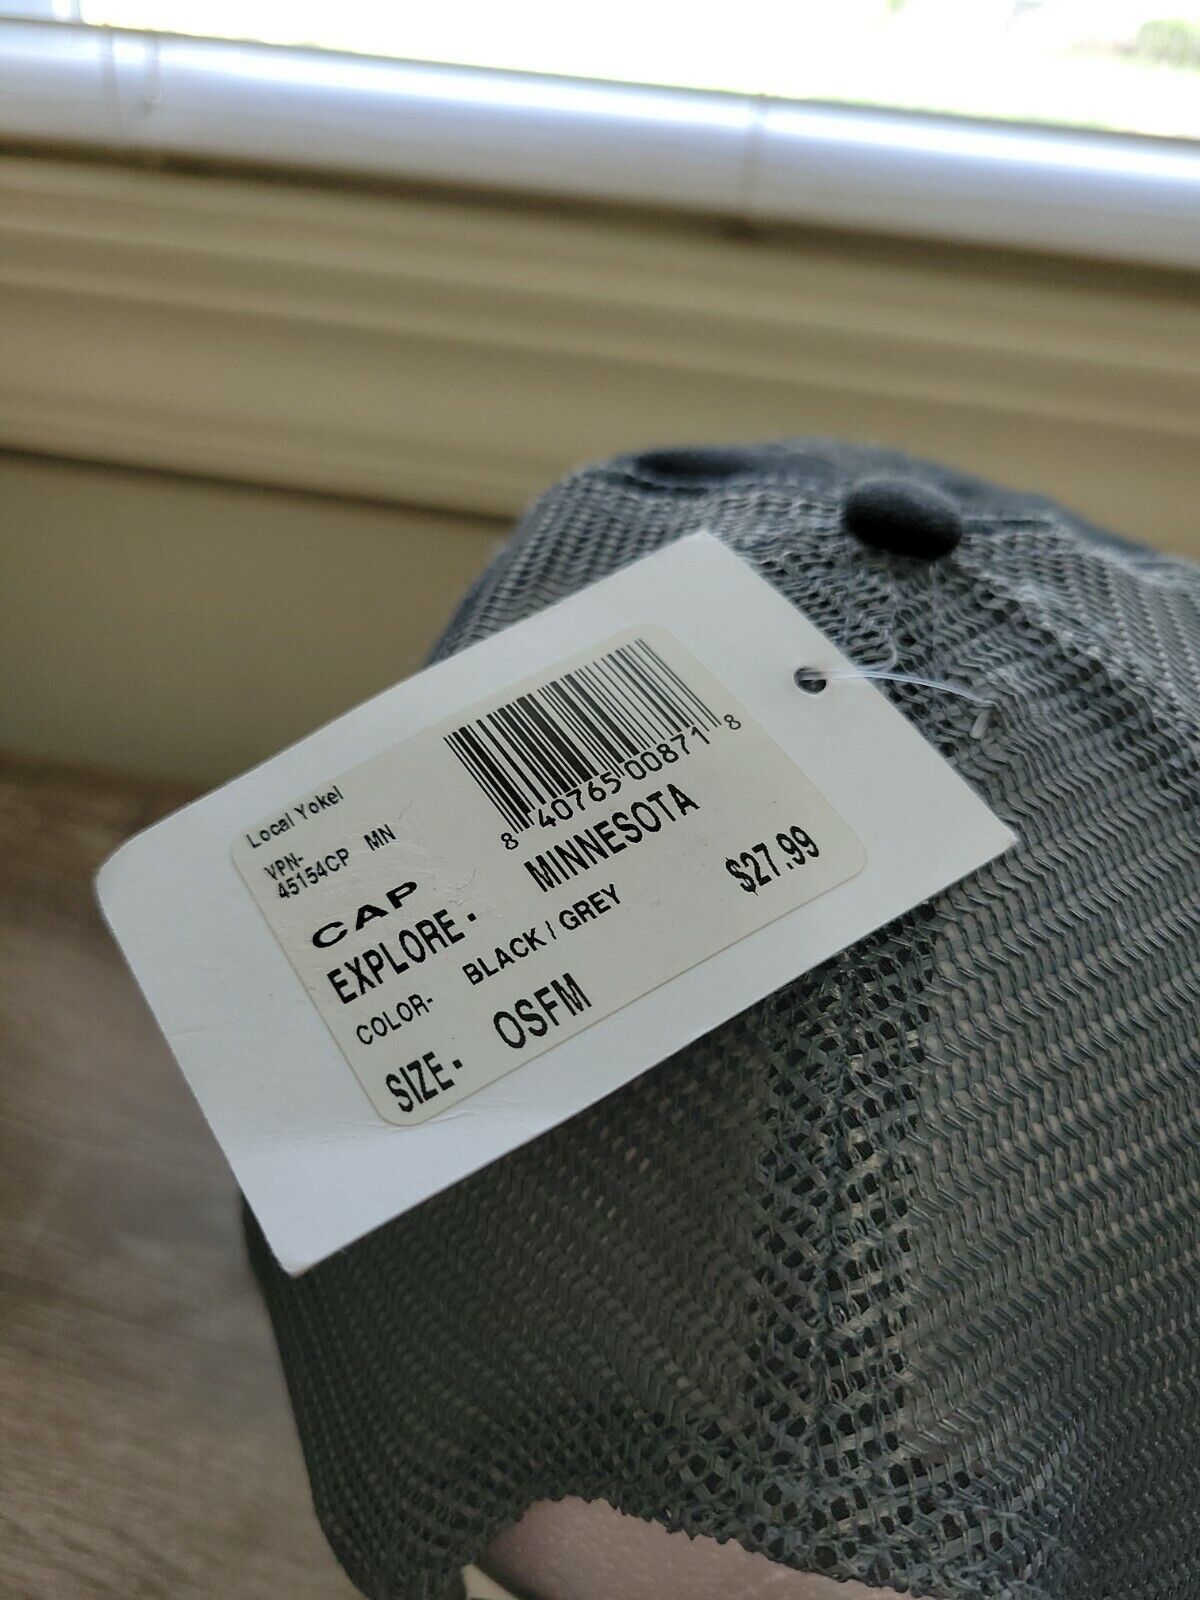 Local Yokel
VPN-
45154CP MN
8 40765 00871 8
CAP
EXPLORE - MINNESOTA
COLOR- BLACK / GREY
$27.99
SIZE- OSFM